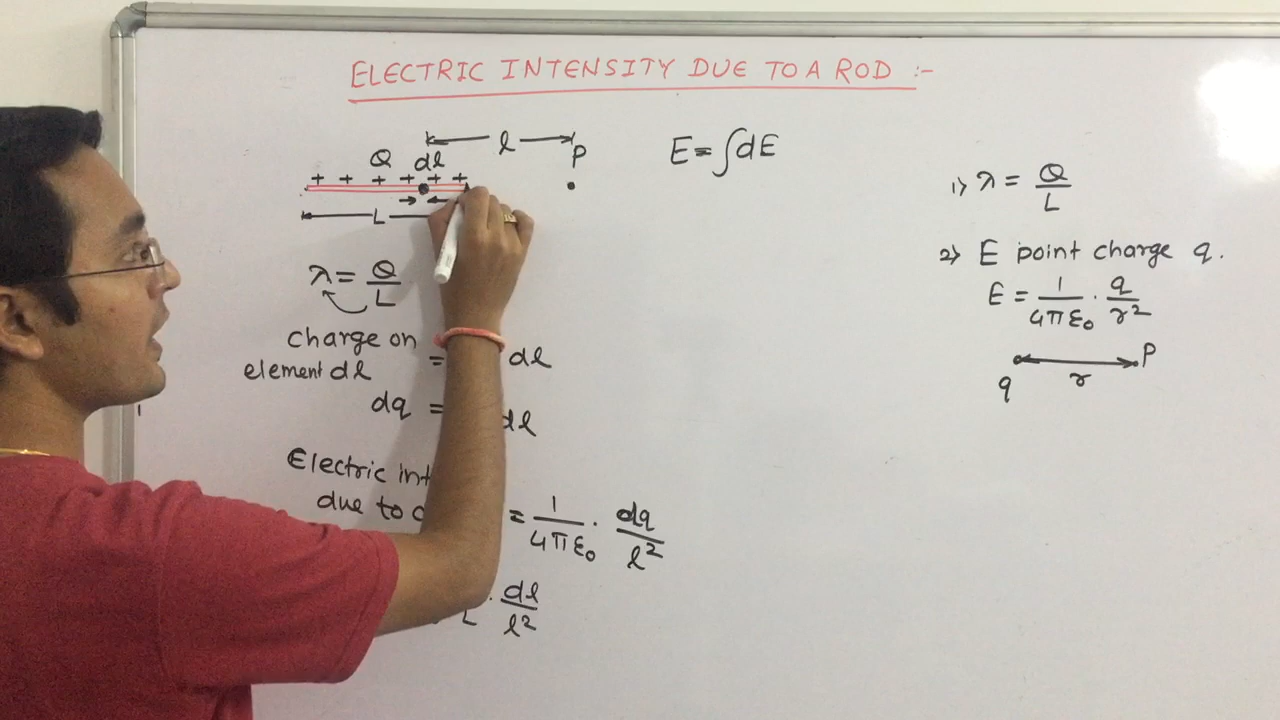 ELECTRIC INTENSITY DUE TO A ROD :-
l
Q dl P
+ + + + + +
L
λ = Q/L
charge on
element dl = dl
dq = dl
Electric int
due to = 1/4πε₀ . dq/l²
. dl/l²
E = ∫dE
1) λ = Q/L
2) E point charge q.
E = 1/4πε₀ . q/r²
P
q r